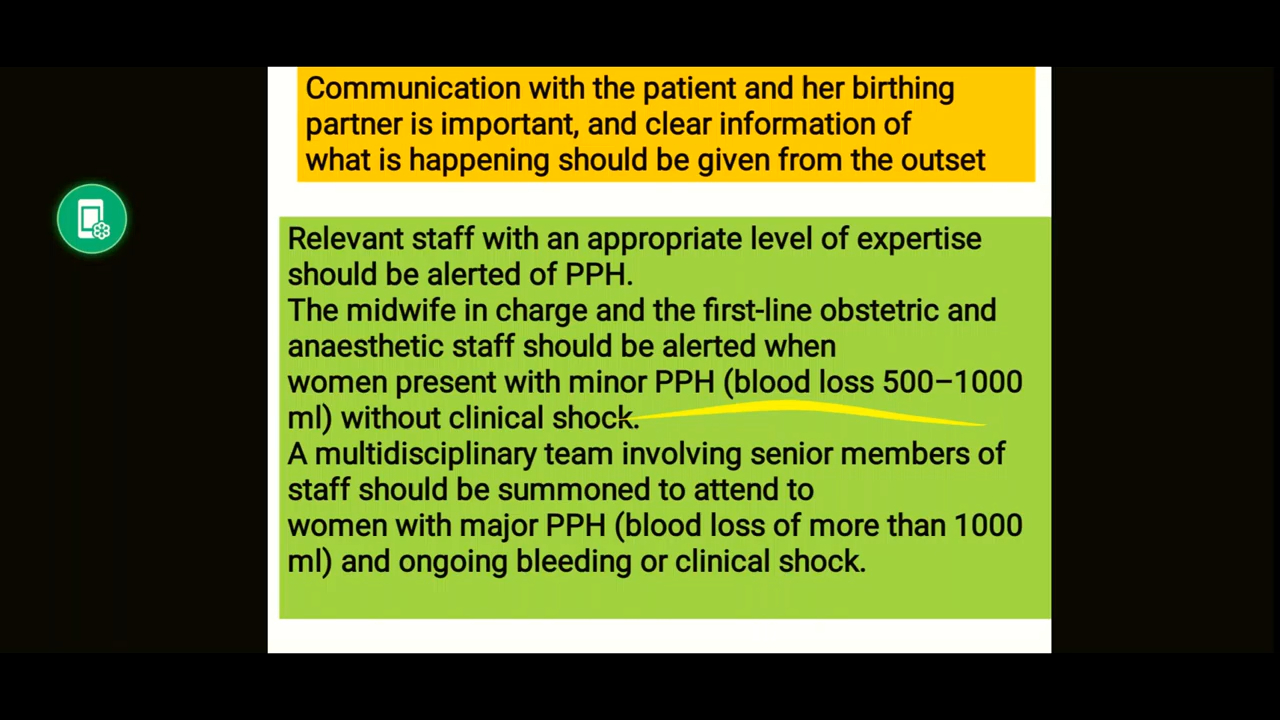 Communication with the patient and her birthing
partner is important, and clear information of
what is happening should be given from the outset
Relevant staff with an appropriate level of expertise
should be alerted of PPH.
The midwife in charge and the first-line obstetric and
anaesthetic staff should be alerted when
women present with minor PPH (blood loss 500–1000
ml) without clinical shock.
A multidisciplinary team involving senior members of
staff should be summoned to attend to
women with major PPH (blood loss of more than 1000
ml) and ongoing bleeding or clinical shock.